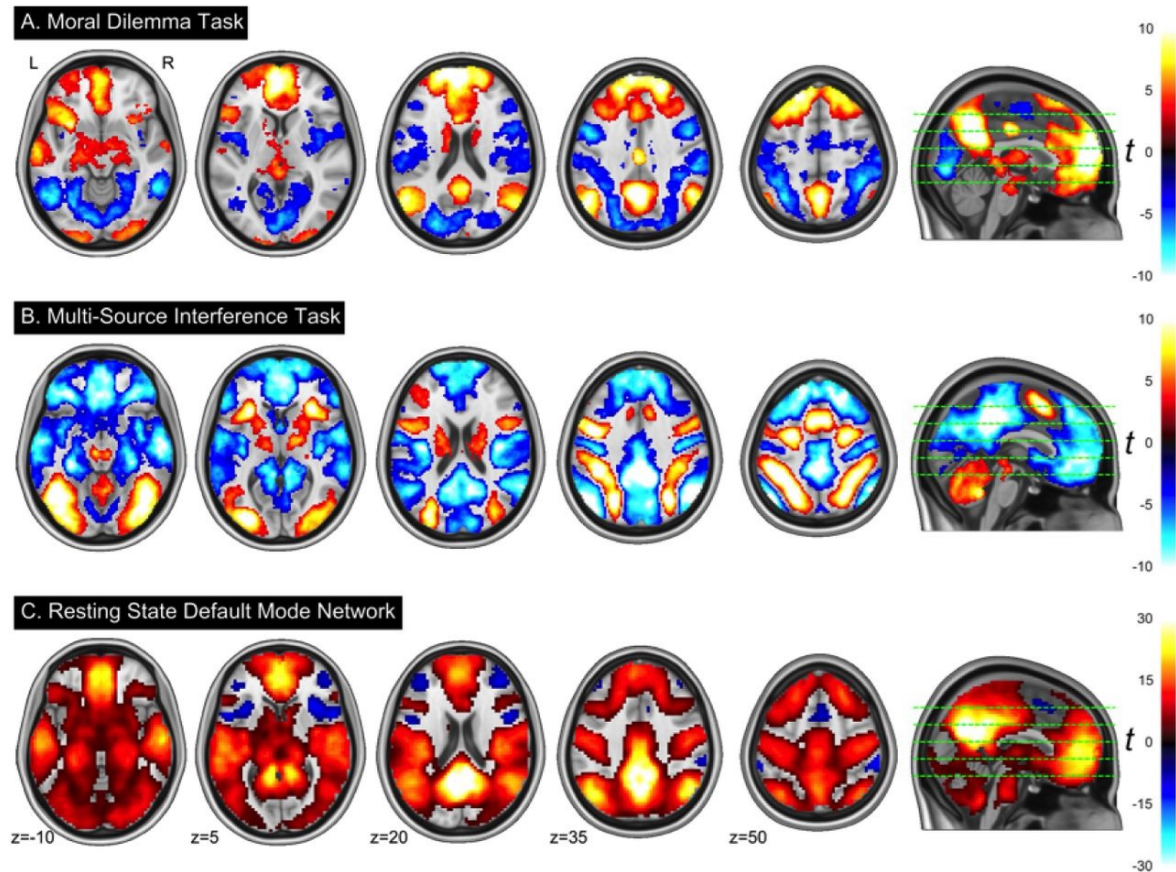 A. Moral Dilemma Task
L R
10
5
0
-5
-10
t
B. Multi-Source Interference Task
10
5
0
-5
-10
t
C. Resting State Default Mode Network
30
15
0
-15
-30
t
z=-10 z=5 z=20 z=35 z=50